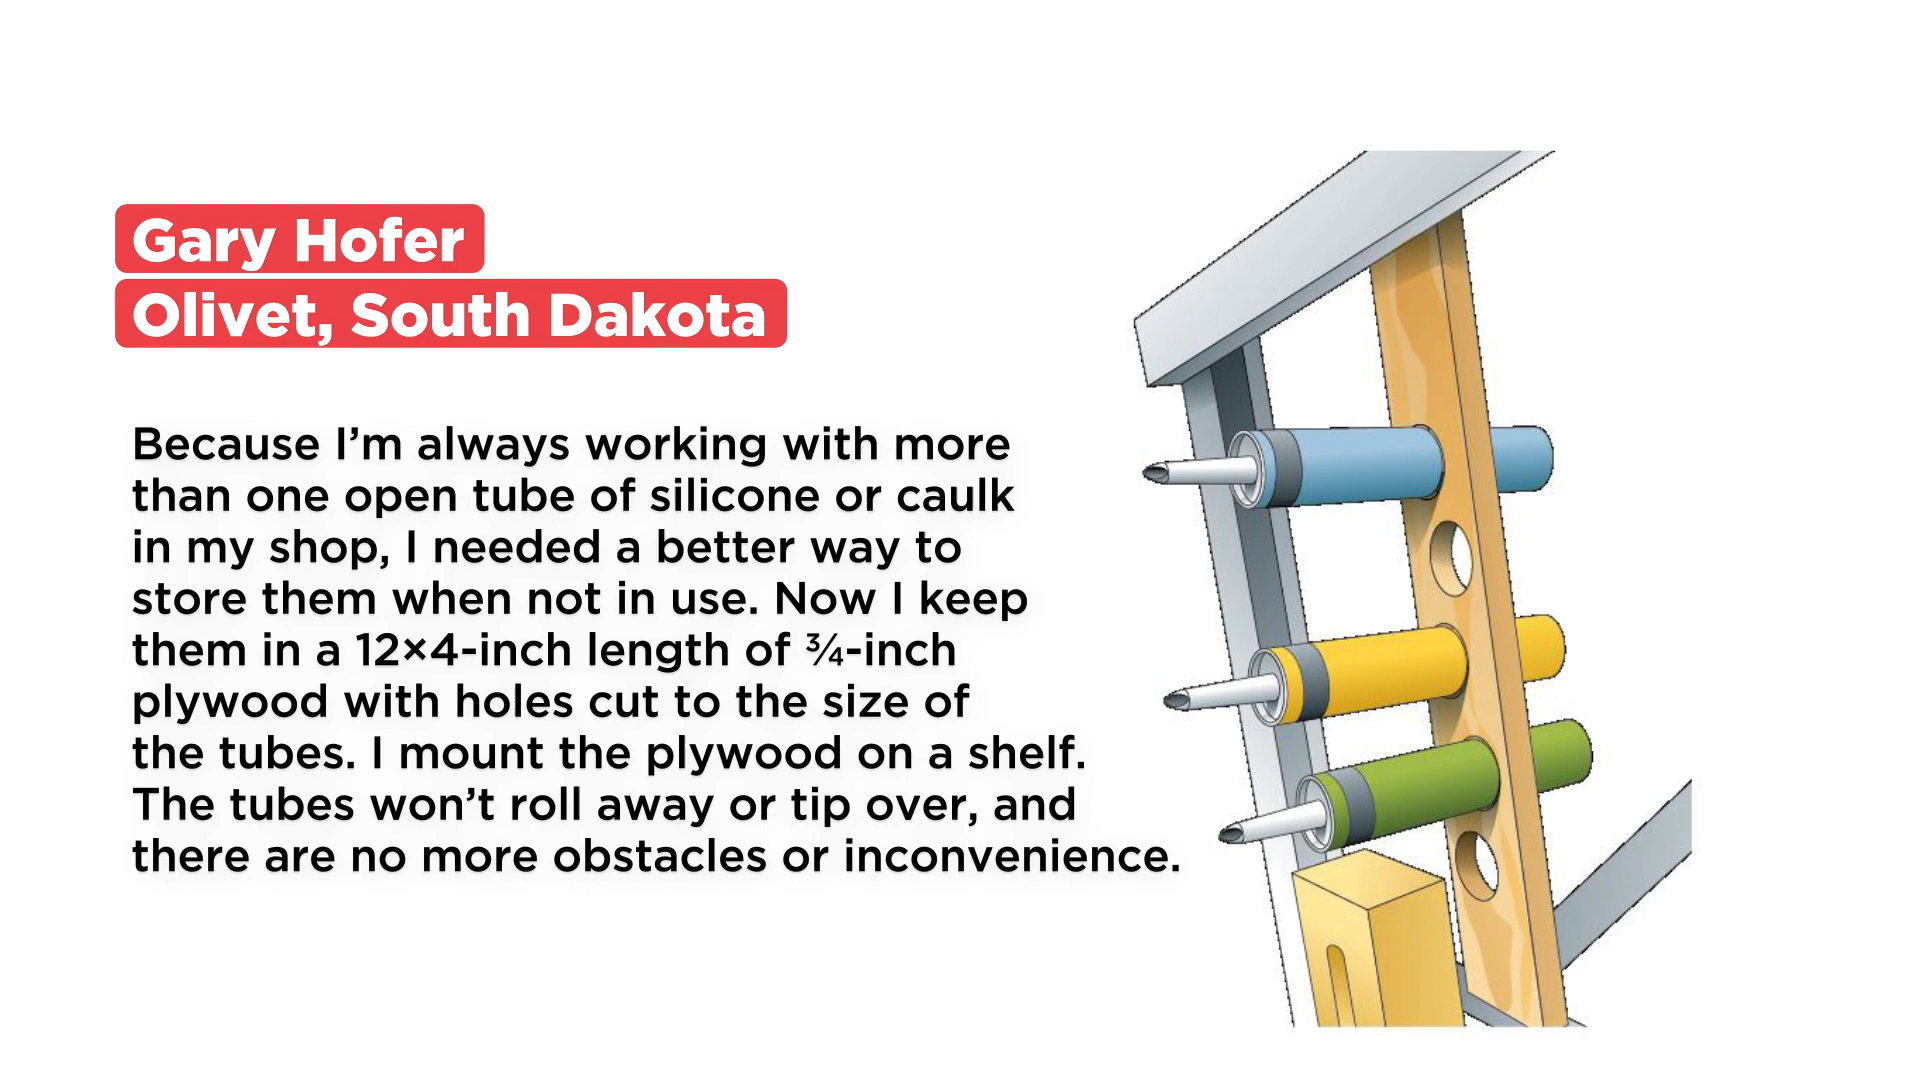 Gary Hofer
Olivet, South Dakota
Because I’m always working with more
than one open tube of silicone or caulk
in my shop, I needed a better way to
store them when not in use. Now I keep
them in a 12×4-inch length of ¾-inch
plywood with holes cut to the size of
the tubes. I mount the plywood on a shelf.
The tubes won’t roll away or tip over, and
there are no more obstacles or inconvenience.